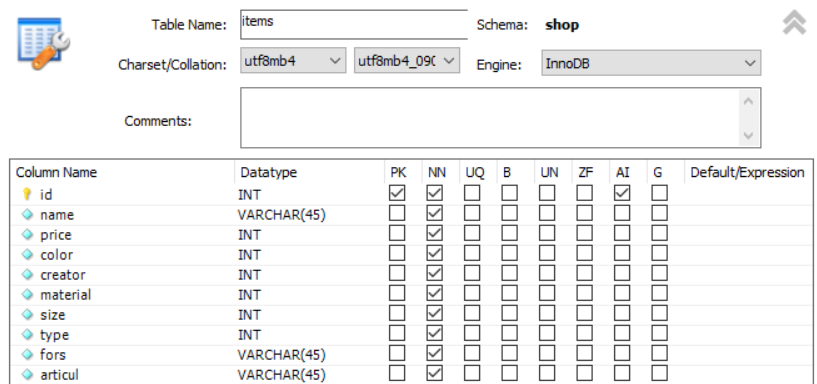 Table Name: items Schema: shop
Charset/Collation: utf8mb4 utf8mb4_090 Engine: InnoDB
Comments:
Column Name Datatype PK NN UQ B UN ZF AI G Default/Expression
id INT
name VARCHAR(45)
price INT
color INT
creator INT
material INT
size INT
type INT
fors VARCHAR(45)
articul VARCHAR(45)